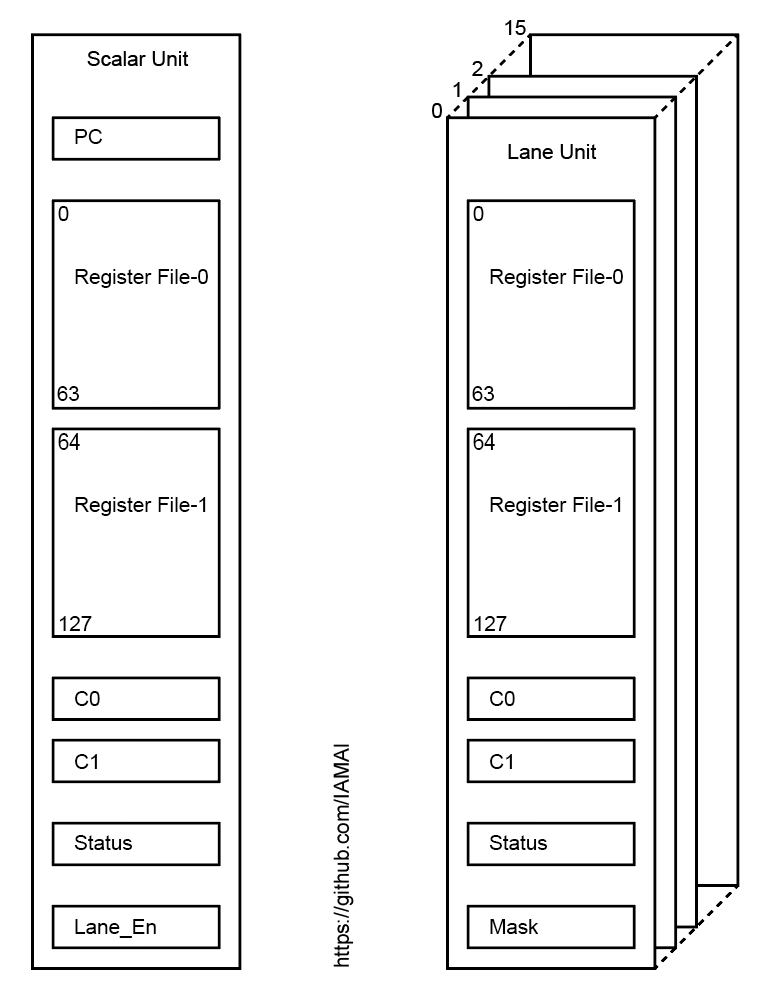 Scalar Unit
PC
0
Register File-0
63
64
Register File-1
127
C0
C1
Status
Lane_En
https://github.com/IAMAI
15
2
1
0
Lane Unit
0
Register File-0
63
64
Register File-1
127
C0
C1
Status
Mask